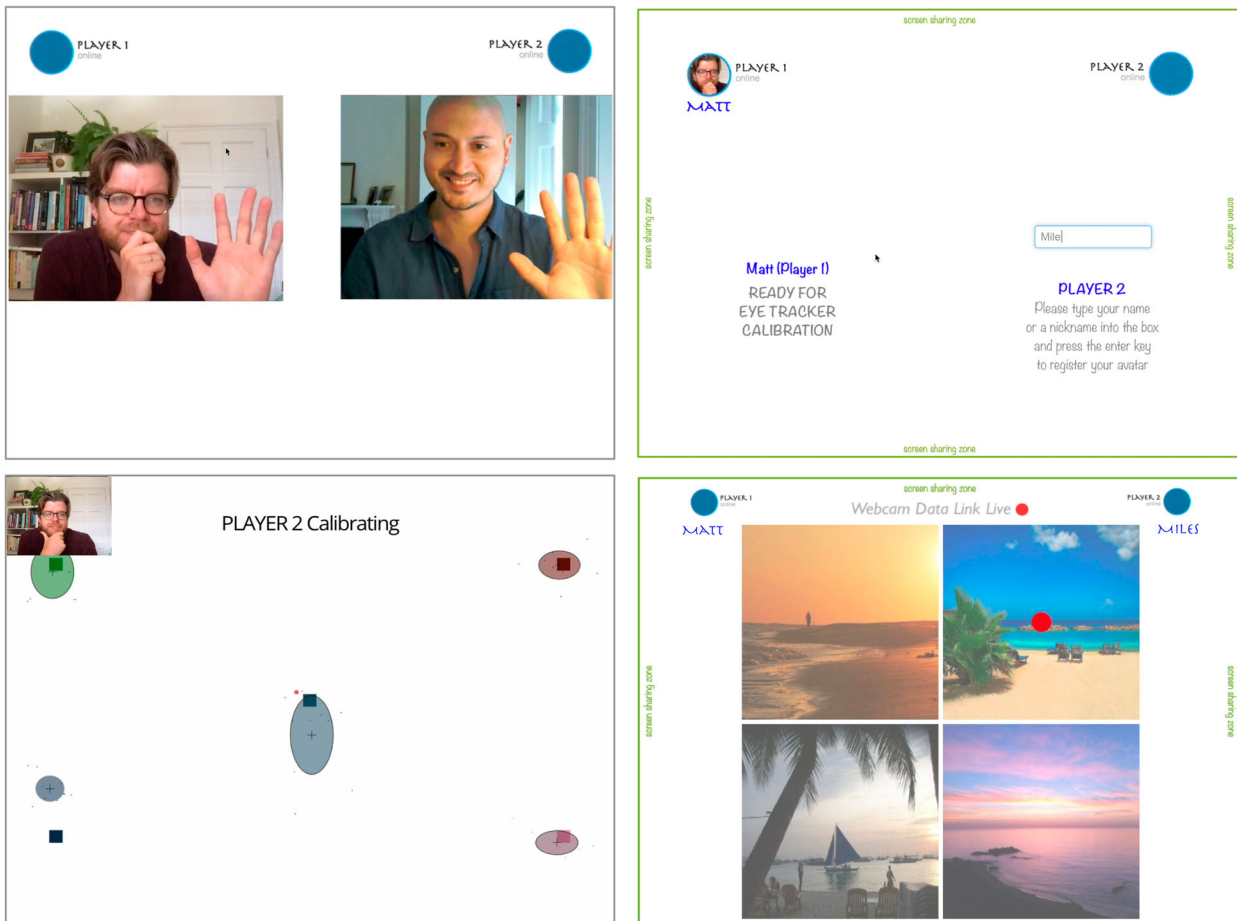 PLAYER 1
online
PLAYER 2
online
screen sharing zone
PLAYER 1
online
MATT
PLAYER 2
online
screen sharing zone
screen sharing zone
Mile
Matt (Player 1)
READY FOR
EYE TRACKER
CALIBRATION
PLAYER 2
Please type your name
or a nickname into the box
and press the enter key
to register your avatar
screen sharing zone
PLAYER 2 Calibrating
screen sharing zone
PLAYER 1
online
MATT
Webcam Data Link Live
PLAYER 2
online
MILES
screen sharing zone
screen sharing zone